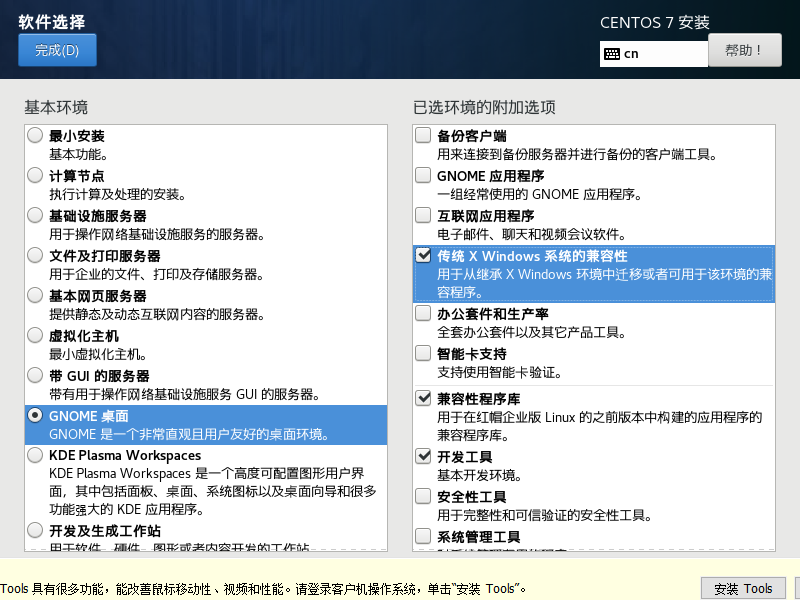 软件选择
CENTOS 7 安装
完成(D)
cn
帮助！
基本环境
最小安装
基本功能。
计算节点
执行计算及处理的安装。
基础设施服务器
用于操作网络基础设施服务的服务器。
文件及打印服务器
用于企业的文件、打印及存储服务器。
基本网页服务器
提供静态及动态互联网内容的服务器。
虚拟化主机
最小虚拟化主机。
带 GUI 的服务器
带有用于操作网络基础设施服务 GUI 的服务器。
GNOME 桌面
GNOME 是一个非常直观且用户友好的桌面环境。
KDE Plasma Workspaces
KDE Plasma Workspaces 是一个高度可配置图形用户界
面，其中包括面板、桌面、系统图标以及桌面向导和很多
功能强大的 KDE 应用程序。
开发及生成工作站
用于软件、硬件、图形或者内容开发的工作站。
已选环境的附加选项
备份客户端
用来连接到备份服务器并进行备份的客户端工具。
GNOME 应用程序
一组经常使用的 GNOME 应用程序。
互联网应用程序
电子邮件、聊天和视频会议软件。
传统 X Windows 系统的兼容性
用于从继承 X Windows 环境中迁移或者可用于该环境的兼
容程序。
办公套件和生产率
全套办公套件以及其它产品工具。
智能卡支持
支持使用智能卡验证。
兼容性程序库
用于在红帽企业版 Linux 的之前版本中构建的应用程序的
兼容程序库。
开发工具
基本开发环境。
安全性工具
用于完整性和可信验证的安全性工具。
系统管理工具
Tools 具有很多功能，能改善鼠标移动性、视频和性能。请登录客户机操作系统，单击“安装 Tools”。
安装 Tools